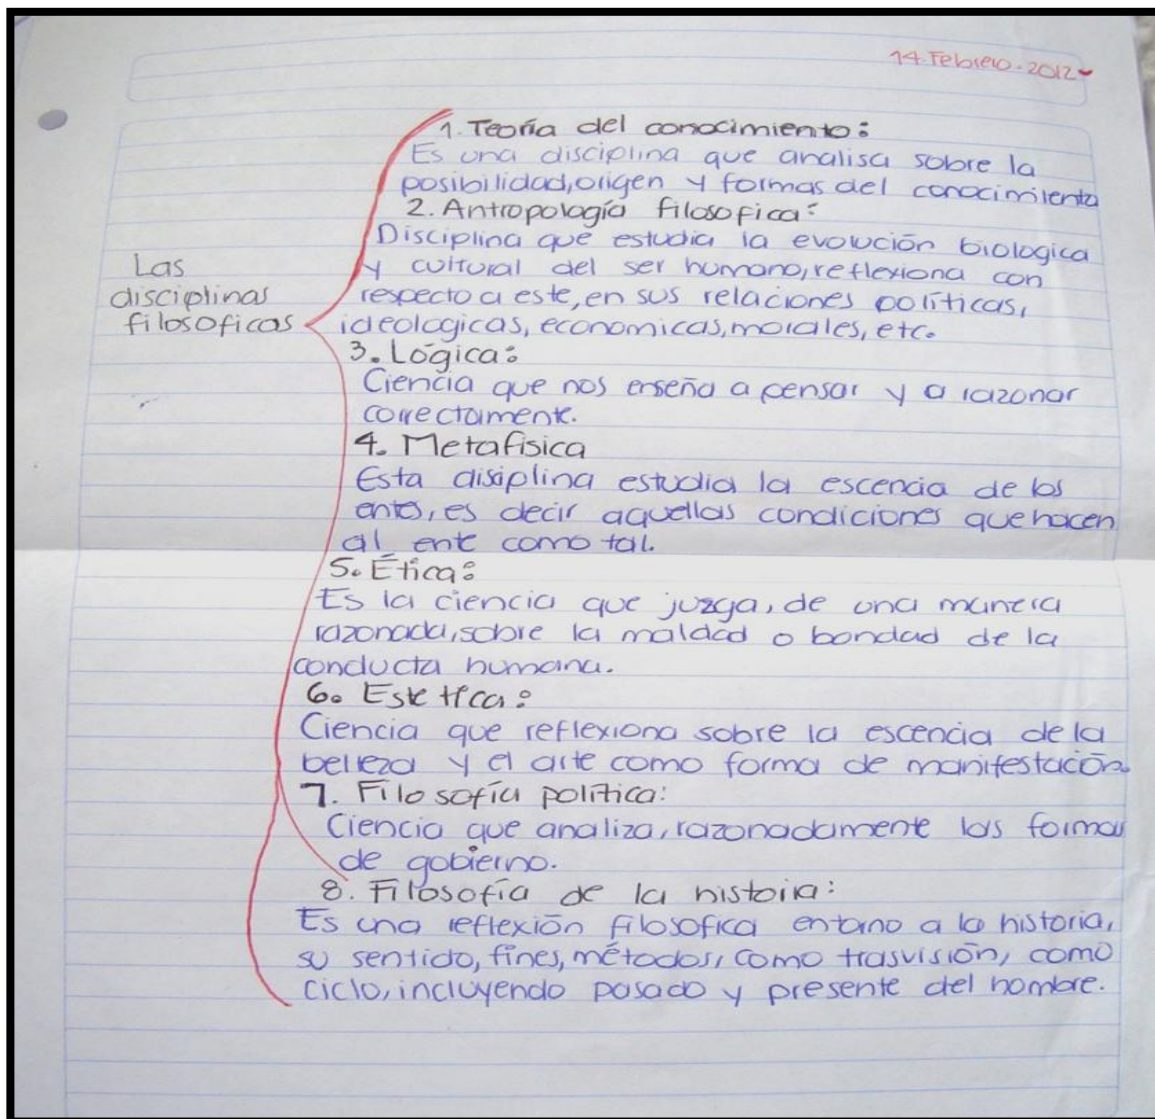 14.Febrero.2012
1. Teoría del conocimiento:
Es una disciplina que analisa sobre la
posibilidad, origen y formas del conocimiento
2. Antropología filosofica:
Disciplina que estudia la evolución biologica
y cultural del ser humano, reflexiona con
respecto a este, en sus relaciones políticas,
ideologicas, economicas, morales, etc.
Las
disciplinas
filosoficas
3. Lógica:
Ciencia que nos enseña a pensar y a razonar
correctamente.
4. Metafisica
Esta disiplina estudia la escencia de los
entes, es decir aquellas condiciones que hacen
al ente como tal.
5. Ética:
Es la ciencia que juzga, de una manera
razonada, sobre la maldad o bondad de la
conducta humana.
6. Estetica:
Ciencia que reflexiona sobre la escencia de la
belleza y el arte como forma de manifestación.
7. Filosofía política:
Ciencia que analiza, razonadamente las formas
de gobierno.
8. Filosofía de la historia:
Es una reflexión filosofica entorno a la historia,
su sentido, fines, métodos, como trasvisión, como
ciclo, incluyendo pasado y presente del hombre.